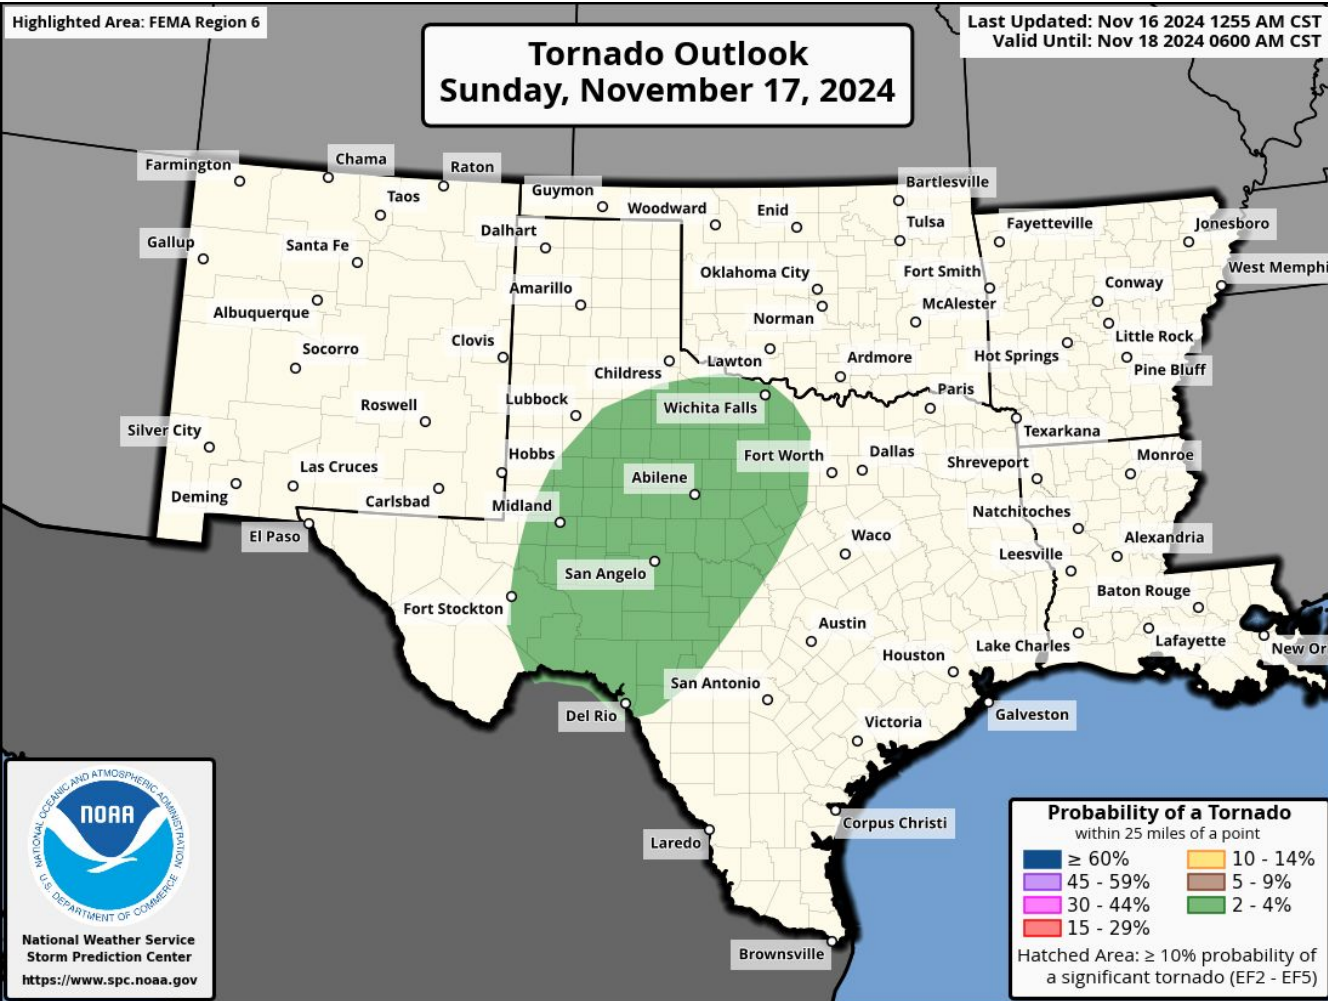 Highlighted Area: FEMA Region 6
Last Updated: Nov 16 2024 1255 AM CST
Valid Until: Nov 18 2024 0600 AM CST
Tornado Outlook
Sunday, November 17, 2024
Farmington
Chama
Raton
Taos
Guymon
Woodward
Enid
Bartlesville
Tulsa
Fayetteville
Jonesboro
Gallup
Santa Fe
Dalhart
Oklahoma City
Fort Smith
West Memphi
Albuquerque
Amarillo
Norman
McAlester
Conway
Socorro
Clovis
Childress
Lawton
Ardmore
Hot Springs
Little Rock
Pine Bluff
Roswell
Lubbock
Wichita Falls
Paris
Silver City
Texarkana
Las Cruces
Hobbs
Abilene
Fort Worth
Dallas
Shreveport
Monroe
Deming
Carlsbad
Midland
Natchitoches
El Paso
San Angelo
Waco
Leesville
Alexandria
Fort Stockton
Austin
Baton Rouge
Houston
Lake Charles
Lafayette
New Or
San Antonio
Del Rio
Victoria
Galveston
Laredo
Corpus Christi
Brownsville
NATIONAL OCEANIC AND ATMOSPHERIC ADMINISTRATION
NOAA
U.S. DEPARTMENT OF COMMERCE
National Weather Service
Storm Prediction Center
https://www.spc.noaa.gov
Probability of a Tornado
within 25 miles of a point
≥ 60%
45 - 59%
30 - 44%
15 - 29%
10 - 14%
5 - 9%
2 - 4%
Hatched Area: ≥ 10% probability of
a significant tornado (EF2 - EF5)